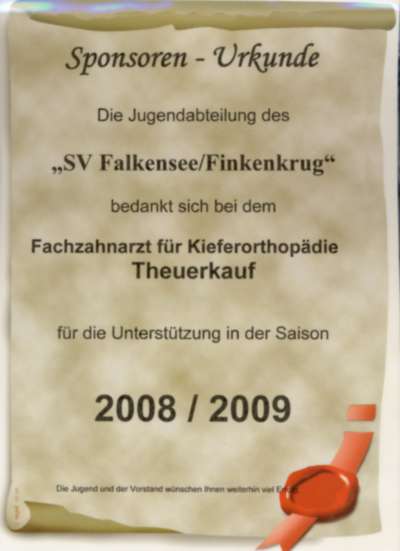 Sponsoren - Urkunde
Die Jugendabteilung des
„SV Falkensee/Finkenkrug“
bedankt sich bei dem
Fachzahnarzt für Kieferorthopädie
Theuerkauf
für die Unterstützung in der Saison
2008 / 2009
Die Jugend und der Vorstand wünschen Ihnen weiterhin viel Erfolg.